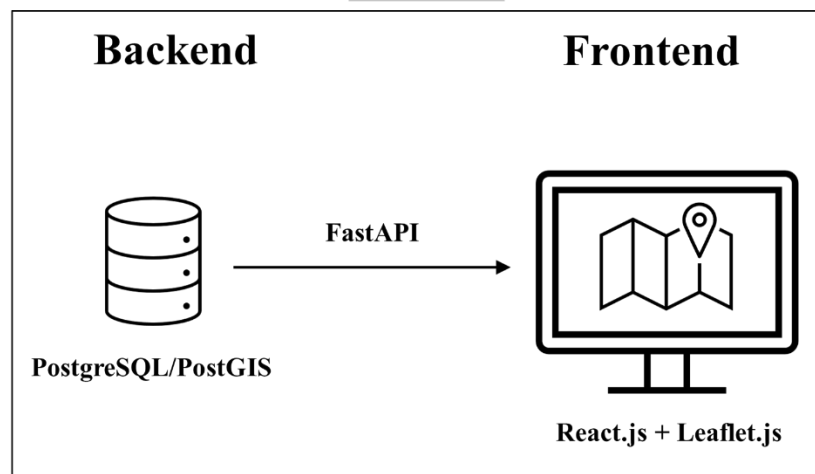 Backend
Frontend
FastAPI
PostgreSQL/PostGIS
React.js + Leaflet.js